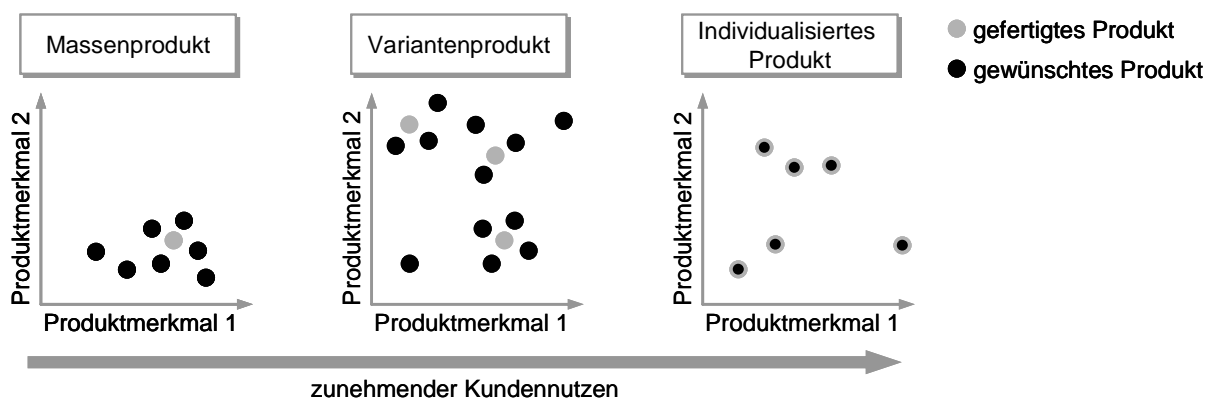 Massenprodukt
Variantenprodukt
Individualisiertes
Produkt
gefertigtes Produkt
gewünschtes Produkt
Produktmerkmal 2
Produktmerkmal 1
Produktmerkmal 2
Produktmerkmal 1
Produktmerkmal 2
Produktmerkmal 1
zunehmender Kundennutzen